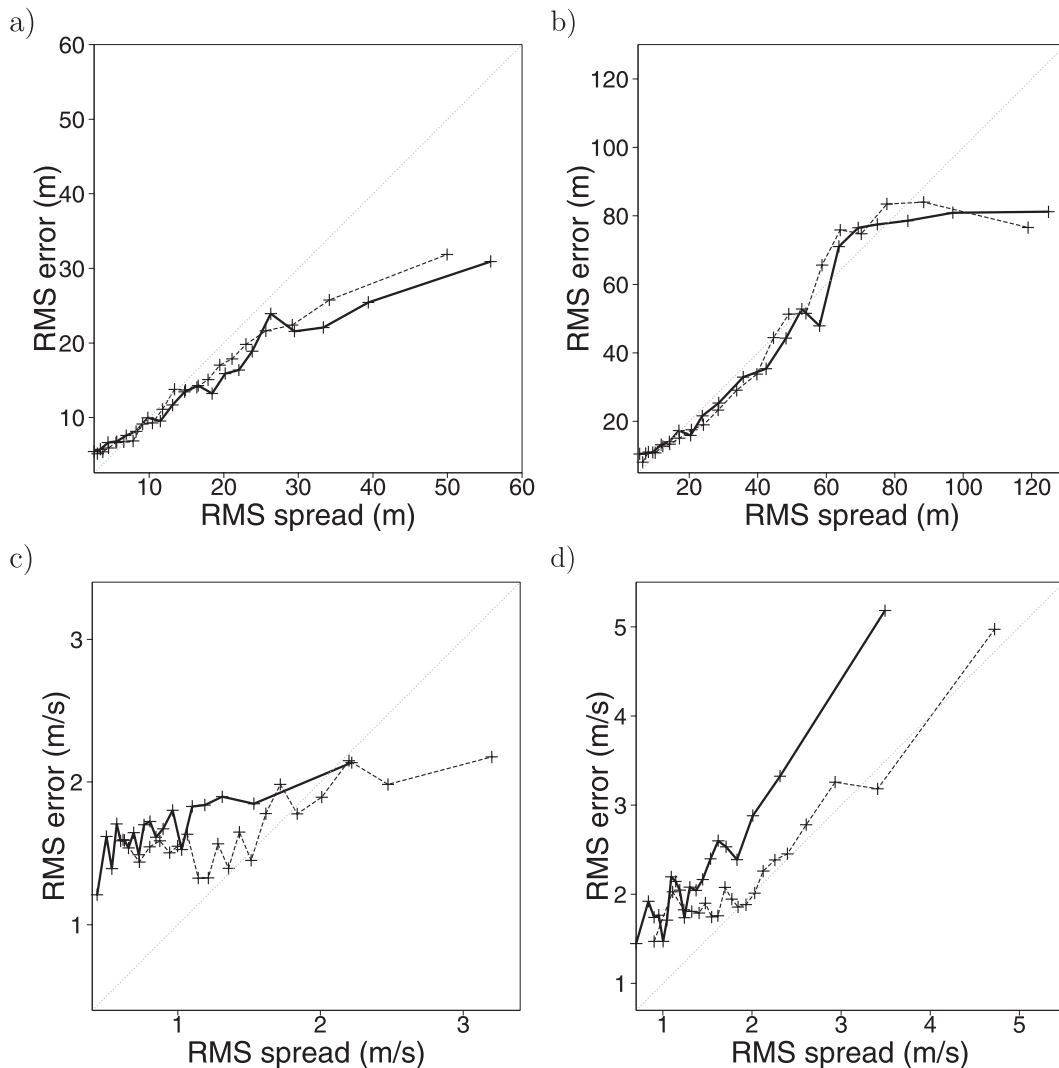 a)
60
50
40
30
20
10
RMS error (m)
10 20 30 40 50 60
RMS spread (m)
b)
120
100
80
60
40
20
RMS error (m)
20 40 60 80 100 120
RMS spread (m)
c)
3
2
1
RMS error (m/s)
1 2 3
RMS spread (m/s)
d)
5
4
3
2
1
RMS error (m/s)
1 2 3 4 5
RMS spread (m/s)